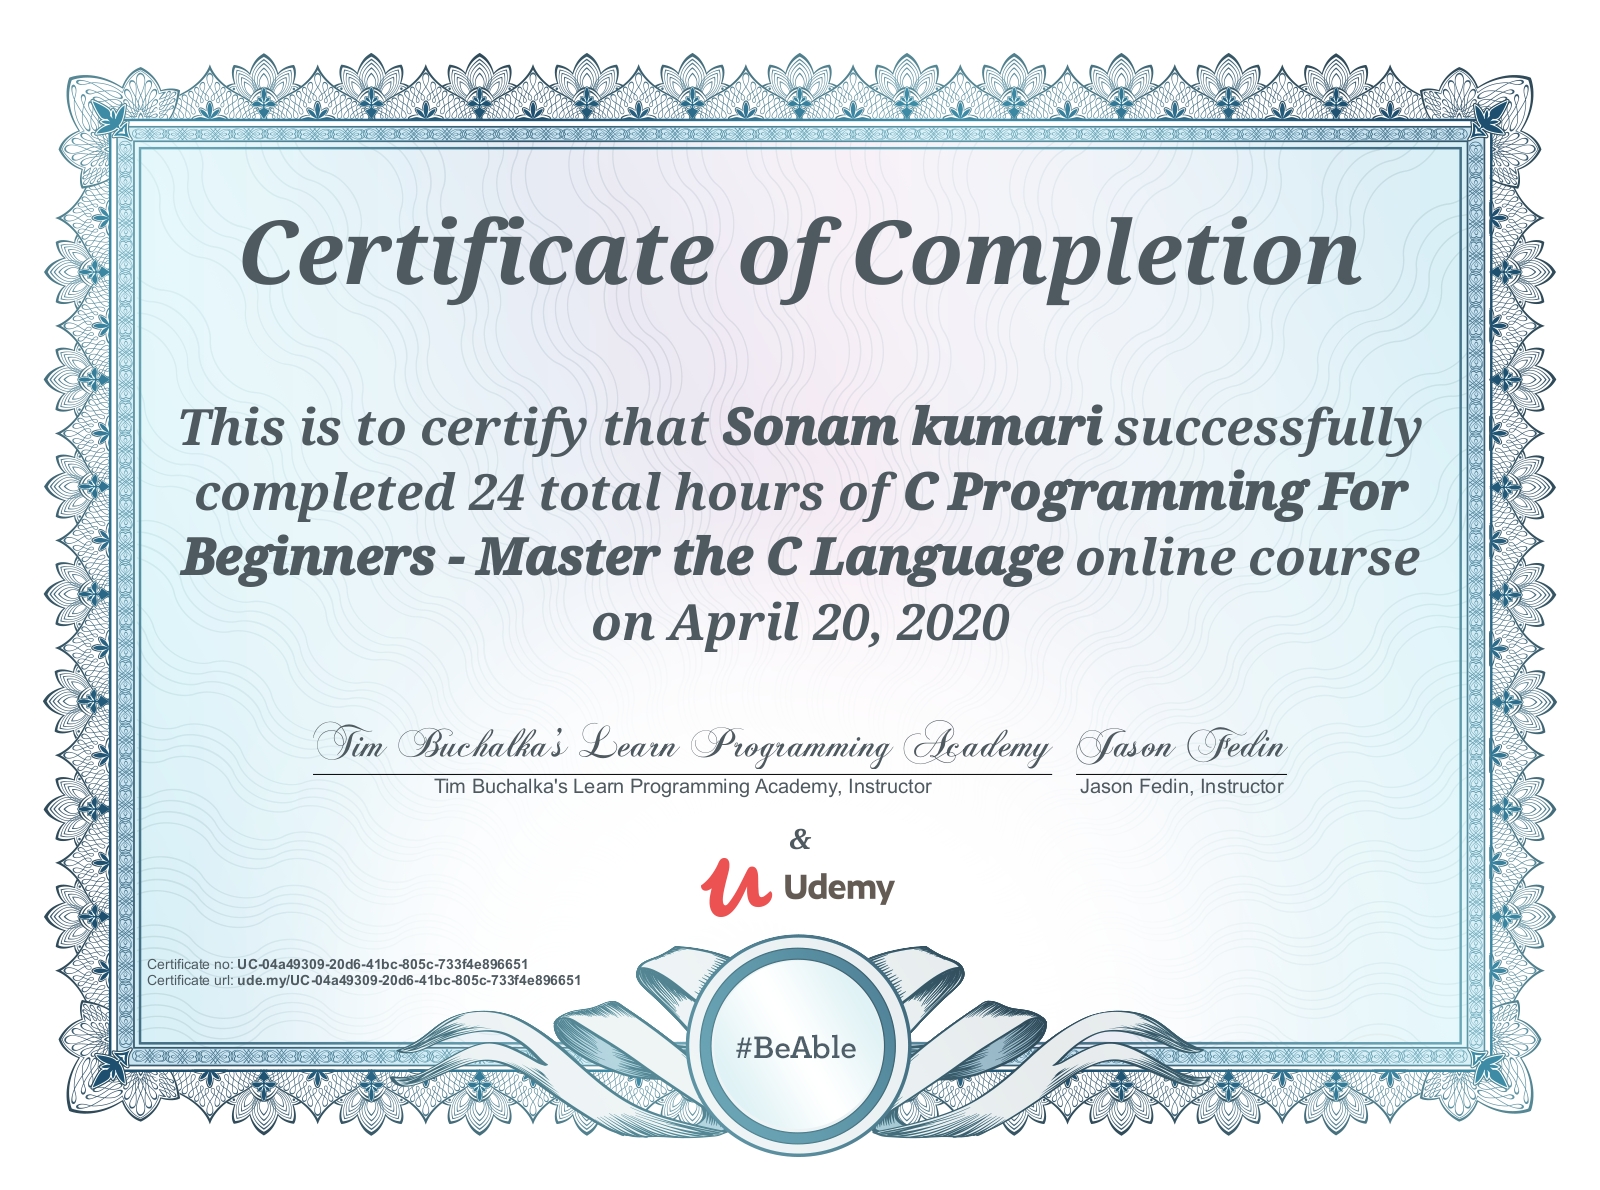 Certificate of Completion
This is to certify that Sonam kumari successfully
completed 24 total hours of C Programming For
Beginners - Master the C Language online course
on April 20, 2020
Tim Buchalka's Learn Programming Academy Jason Fedin
Tim Buchalka's Learn Programming Academy, Instructor Jason Fedin, Instructor
&
Udemy
Certificate no: UC-04a49309-20d6-41bc-805c-733f4e896651
Certificate url: ude.my/UC-04a49309-20d6-41bc-805c-733f4e896651
#BeAble